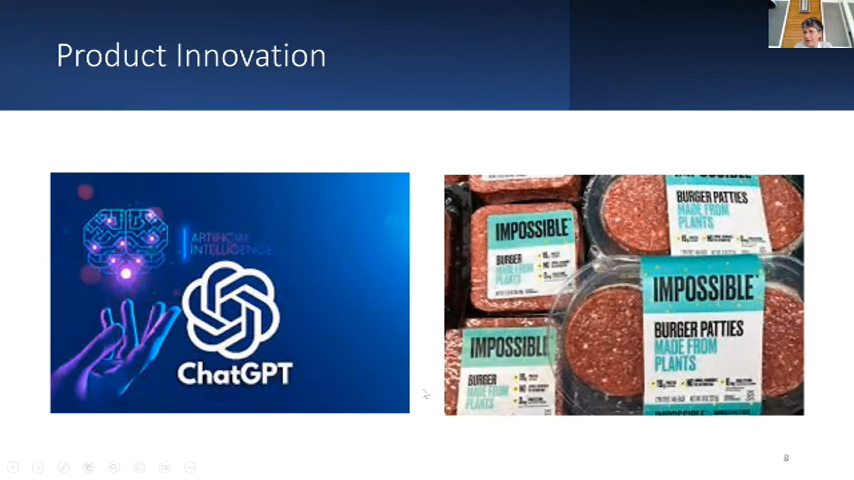 Product Innovation
ARTIFICIAL
INTELLIGENCE
ChatGPT
IMPOSSIBLE
BURGER PATTIES
MADE FROM
PLANTS
IMPOSSIBLE
BURGER
MADE FROM
PLANTS
IMPOSSIBLE
BURGER PATTIES
MADE FROM
PLANTS
IMPOSSIBLE
BURGER
MADE FROM
PLANTS
8